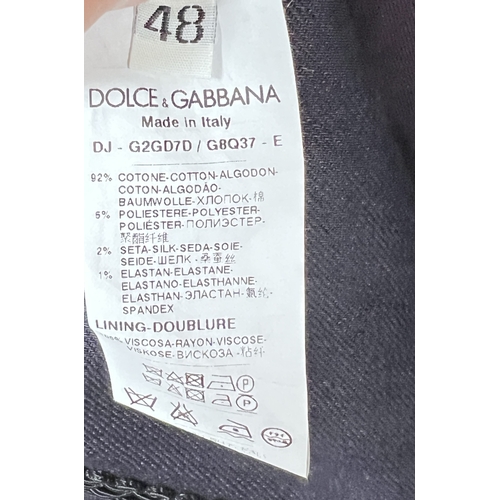 48
DOLCE & GABBANA
Made in Italy
DJ - G2GD7D / G8Q37 - E
92% COTONE-COTTON-ALGODON-
COTON-ALGODÃO-
BAUMWOLLE-ХЛОПОК-棉
5% POLIESTERE-POLYESTER-
POLIÉSTER-ПОЛИЭСТЕР-
聚酯纤维
2% SETA-SILK-SEDA-SOIE-
SEIDE-ШЕЛК-桑蚕丝
1% ELASTAN-ELASTANE-
ELASTANO-ELASTHANNE-
ELASTHAN-ЭЛАСТАН-氨纶-
SPANDEX
LINING-DOUBLURE
VISCOSA-RAYON-VISCOSE-
VISKOSE-ВИСКОЗА-粘纤
P
P